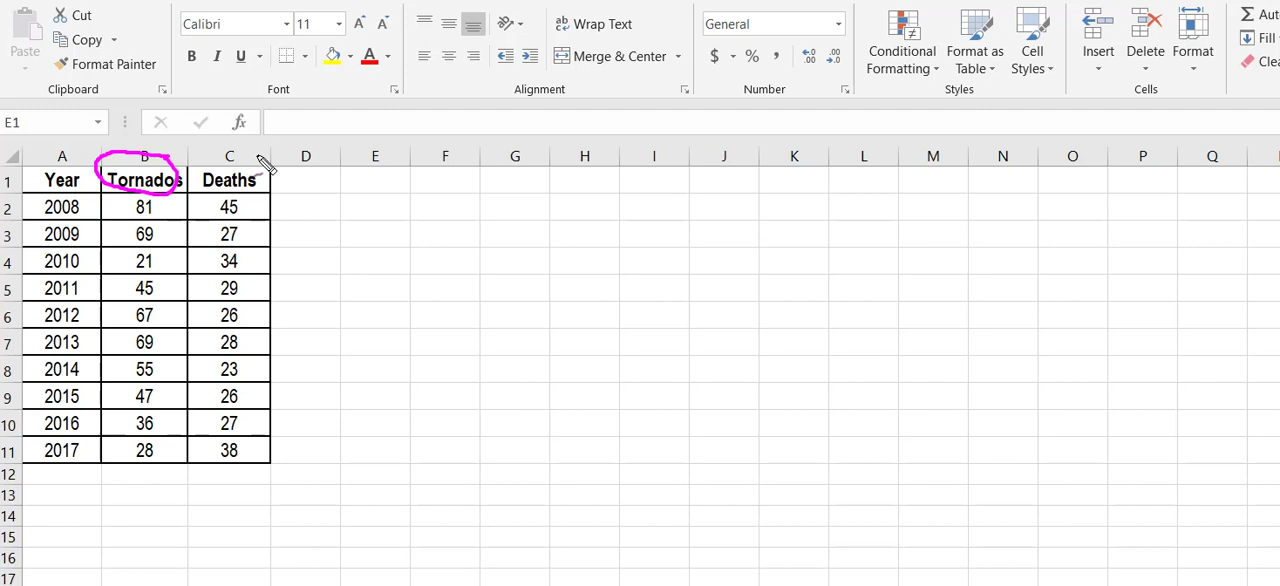 Cut
Calibri 11 A A
Wrap Text
General
Paste
Copy
Conditional Formatting
Format as Table
Cell Styles
Insert
Delete
Format
Fill
Format Painter
B I U A
Merge & Center
$ % ,
.00
Clipboard
Font
Alignment
Number
Styles
Cells
E1
fx
A B C D E F G H I J K L M N O P Q
1 Year Tornados Deaths
2 2008 81 45
3 2009 69 27
4 2010 21 34
5 2011 45 29
6 2012 67 26
7 2013 69 28
8 2014 55 23
9 2015 47 26
10 2016 36 27
11 2017 28 38
12
13
14
15
16
17